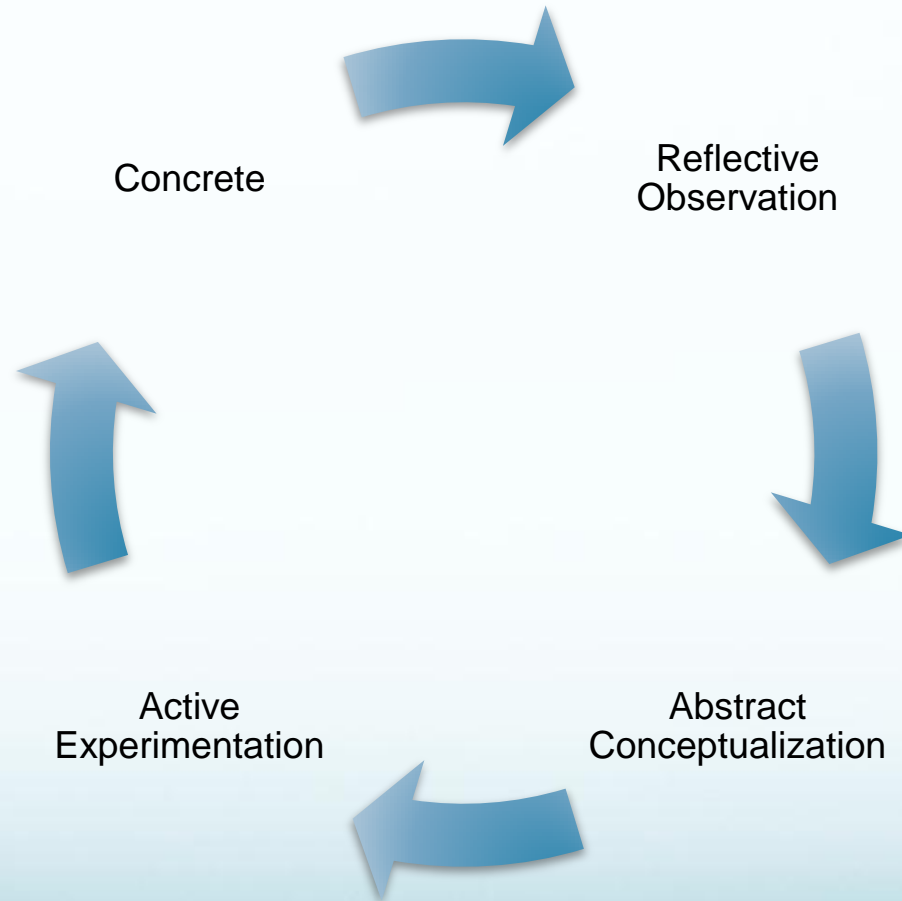 Concrete
Reflective
Observation
Abstract
Conceptualization
Active
Experimentation